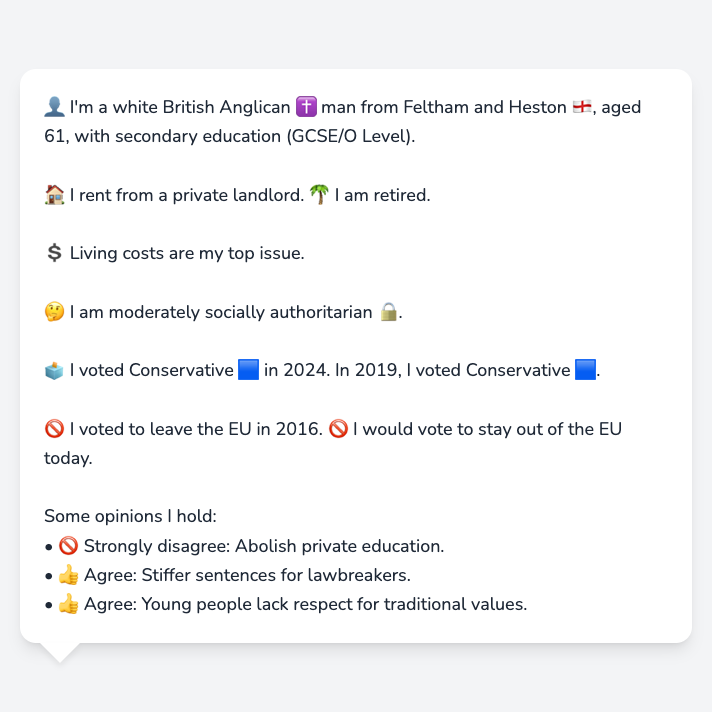 👤 I'm a white British Anglican ✝️ man from Feltham and Heston 🏴󠁧󠁢󠁥󠁮󠁧󠁿, aged
61, with secondary education (GCSE/O Level).
🏠 I rent from a private landlord. 🌴 I am retired.
💲 Living costs are my top issue.
🤔 I am moderately socially authoritarian 🔒.
🗳️ I voted Conservative 🟦 in 2024. In 2019, I voted Conservative 🟦.
🚫 I voted to leave the EU in 2016. 🚫 I would vote to stay out of the EU
today.
Some opinions I hold:
• 🚫 Strongly disagree: Abolish private education.
• 👍 Agree: Stiffer sentences for lawbreakers.
• 👍 Agree: Young people lack respect for traditional values.